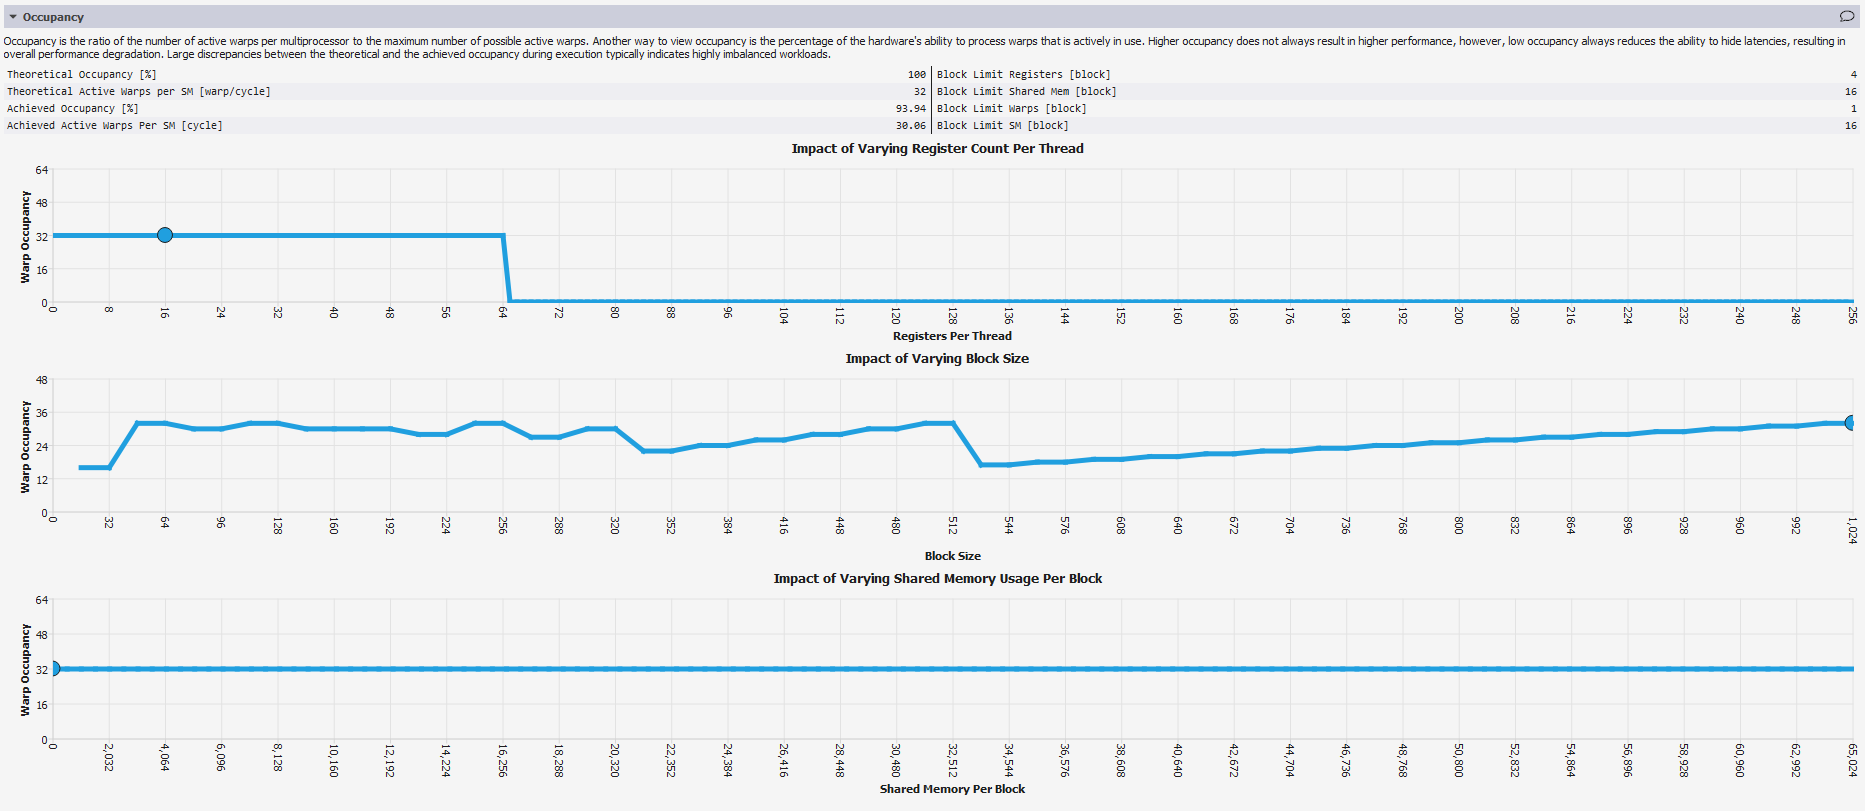 Occupancy
Occupancy is the ratio of the number of active warps per multiprocessor to the maximum number of possible active warps. Another way to view occupancy is the percentage of the hardware's ability to process warps that is actively in use. Higher occupancy does not always result in higher performance, however, low occupancy always reduces the ability to hide latencies, resulting in
overall performance degradation. Large discrepancies between the theoretical and the achieved occupancy during execution typically indicates highly imbalanced workloads.
Theoretical Occupancy [%] 100 Block Limit Registers [block] 4
Theoretical Active Warps per SM [warp/cycle] 32 Block Limit Shared Mem [block] 16
Achieved Occupancy [%] 93.94 Block Limit Warps [block] 1
Achieved Active Warps Per SM [cycle] 30.06 Block Limit SM [block] 16
Impact of Varying Register Count Per Thread
Warp Occupancy
64
48
32
16
0
0 8 16 24 32 40 48 56 64 72 80 88 96 104 112 120 128 136 144 152 160 168 176 184 192 200 208 216 224 232 240 248 256
Registers Per Thread
Impact of Varying Block Size
Warp Occupancy
48
36
24
12
0
0 32 64 96 128 160 192 224 256 288 320 352 384 416 448 480 512 544 576 608 640 672 704 736 768 800 832 864 896 928 960 992 1,024
Block Size
Impact of Varying Shared Memory Usage Per Block
Warp Occupancy
64
48
32
16
0
0 2,032 4,064 6,096 8,128 10,160 12,192 14,224 16,256 18,288 20,320 22,352 24,384 26,416 28,448 30,480 32,512 34,544 36,576 38,608 40,640 42,672 44,704 46,736 48,768 50,800 52,832 54,864 56,896 58,928 60,960 62,992 65,024
Shared Memory Per Block